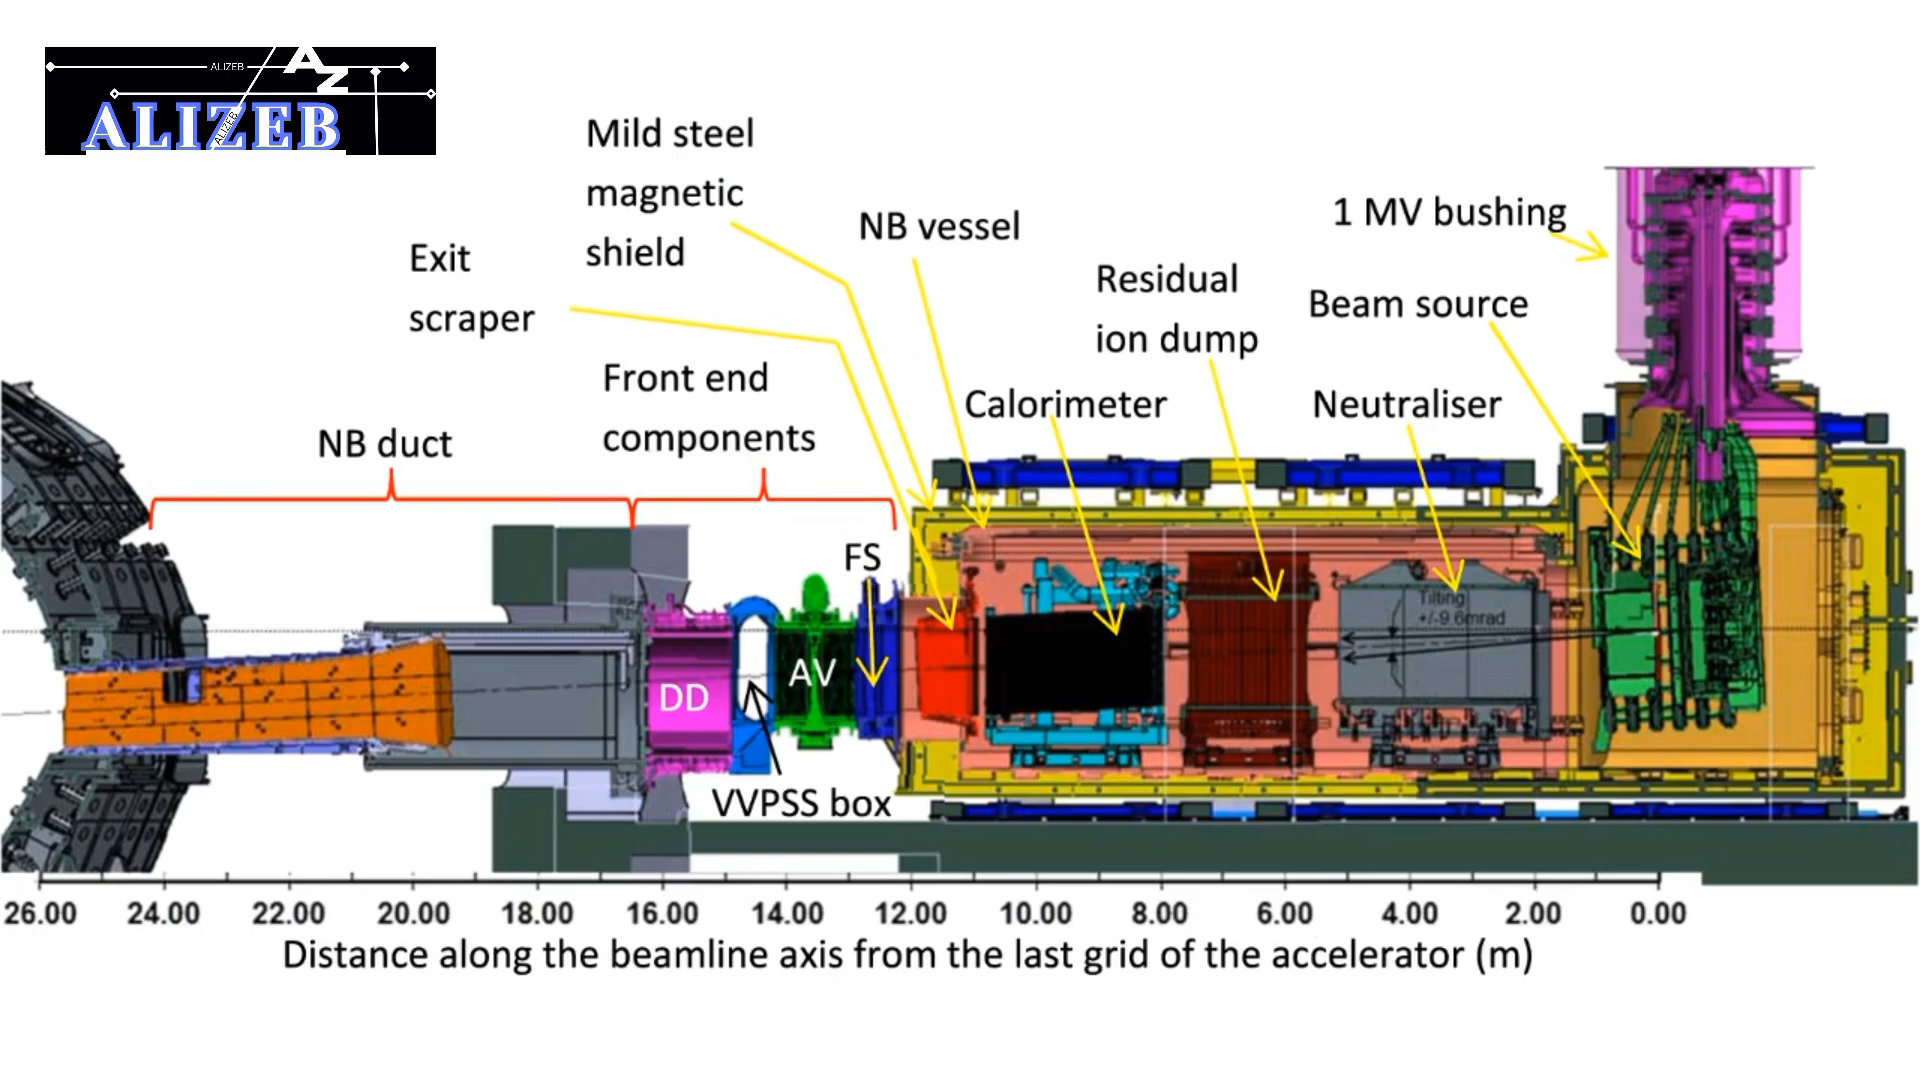 ALIZEB
A
Z
ALIZEB
ALIZEB
Mild steel
magnetic
shield
NB vessel
1 MV bushing
Exit
scraper
Residual
ion dump
Beam source
Front end
components
Calorimeter
Neutraliser
NB duct
FS
Tilting
+/-9.6mrad
DD
AV
VVPSS box
26.00 24.00 22.00 20.00 18.00 16.00 14.00 12.00 10.00 8.00 6.00 4.00 2.00 0.00
Distance along the beamline axis from the last grid of the accelerator (m)